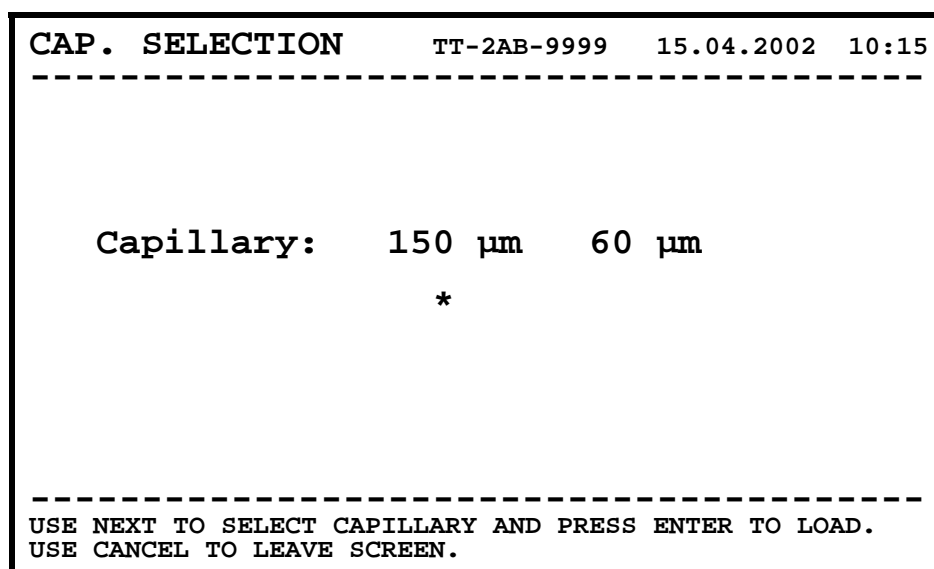 CAP. SELECTION TT-2AB-9999 15.04.2002 10:15
----------------------------------------
Capillary: 150 µm 60 µm
*
----------------------------------------
USE NEXT TO SELECT CAPILLARY AND PRESS ENTER TO LOAD.
USE CANCEL TO LEAVE SCREEN.